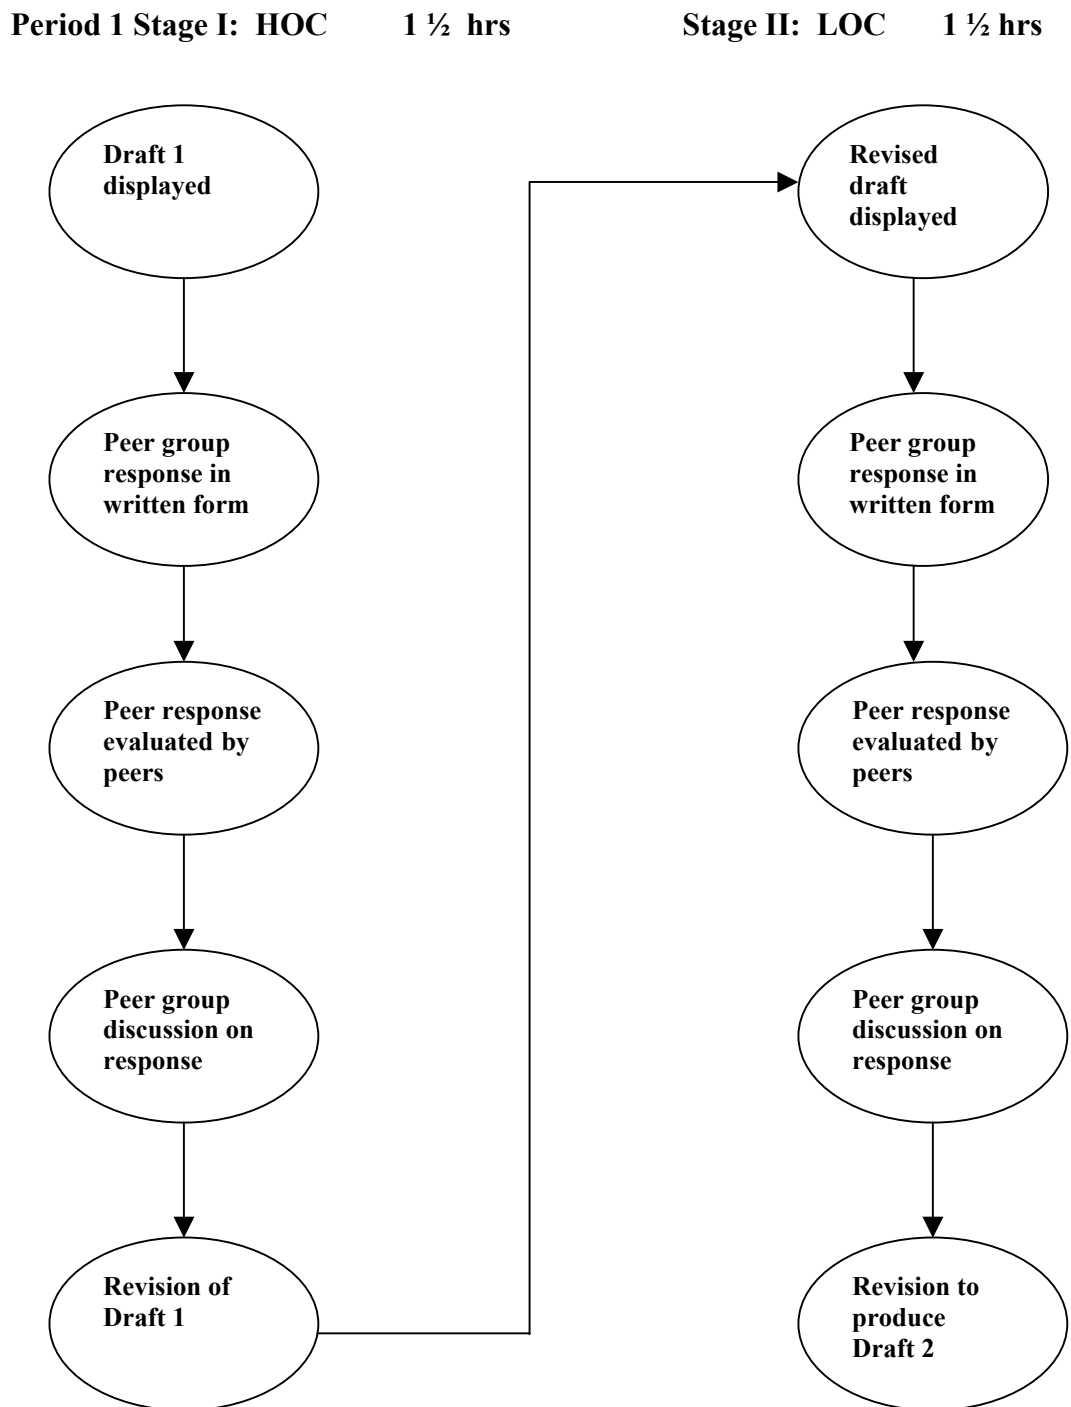 Period 1 Stage I: HOC 1 ½ hrs Stage II: LOC 1 ½ hrs
Draft 1
displayed
Peer group
response in
written form
Peer response
evaluated by
peers
Peer group
discussion on
response
Revision of
Draft 1
Revised
draft
displayed
Peer group
response in
written form
Peer response
evaluated by
peers
Peer group
discussion on
response
Revision to
produce
Draft 2